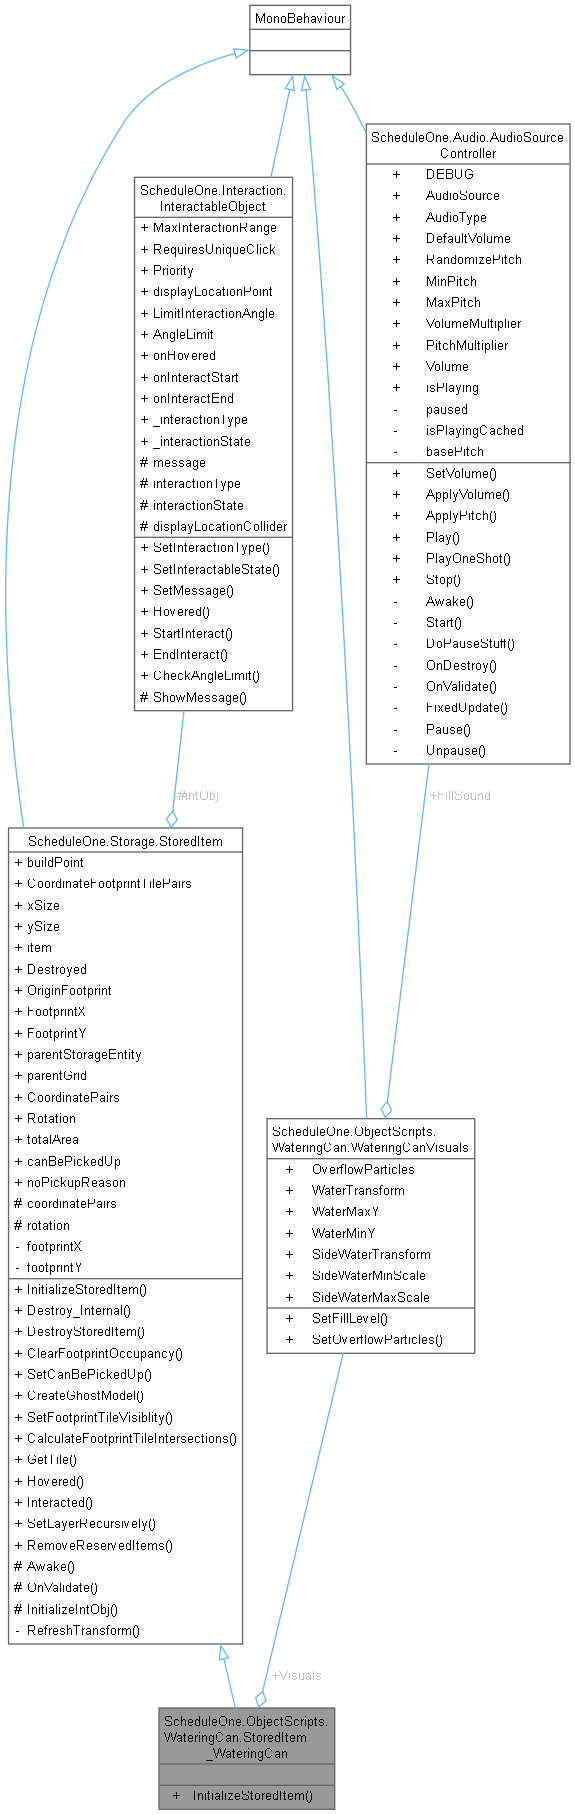 MonoBehaviour
ScheduleOne.Audio.AudioSource
Controller
+ DEBUG
+ AudioSource
+ AudioType
+ DefaultVolume
+ RandomizePitch
+ MinPitch
+ MaxPitch
+ VolumeMultiplier
+ PitchMultiplier
+ Volume
+ isPlaying
- paused
- isPlayingCached
- basePitch
+ SetVolume()
+ ApplyVolume()
+ ApplyPitch()
+ Play()
+ PlayOneShot()
+ Stop()
- Awake()
- Start()
- DoPauseStuff()
- OnDestroy()
- OnValidate()
- FixedUpdate()
- Pause()
- Unpause()
ScheduleOne.Interaction.
InteractableObject
+ MaxInteractionRange
+ RequiresUniqueClick
+ Priority
+ displayLocationPoint
+ LimitInteractionAngle
+ AngleLimit
+ onHovered
+ onInteractStart
+ onInteractEnd
+ _interactionType
+ _interactionState
# message
# interactionType
# interactionState
# displayLocationCollider
+ SetInteractionType()
+ SetInteractableState()
+ SetMessage()
+ Hovered()
+ StartInteract()
+ EndInteract()
+ CheckAngleLimit()
# ShowMessage()
#intObj
+FillSound
ScheduleOne.Storage.StoredItem
+ buildPoint
+ CoordinateFootprintTilePairs
+ xSize
+ ySize
+ item
+ Destroyed
+ OriginFootprint
+ FootprintX
+ FootprintY
+ parentStorageEntity
+ parentGrid
+ CoordinatePairs
+ Rotation
+ totalArea
+ canBePickedUp
+ noPickupReason
# coordinatePairs
# rotation
- footprintX
- footprintY
+ InitializeStoredItem()
+ Destroy_Internal()
+ DestroyStoredItem()
+ ClearFootprintOccupancy()
+ SetCanBePickedUp()
+ CreateGhostModel()
+ SetFootprintTileVisiblity()
+ CalculateFootprintTileIntersections()
+ GetTile()
+ Hovered()
+ Interacted()
+ SetLayerRecursively()
+ RemoveReservedItems()
# Awake()
# OnValidate()
# InitializeIntObj()
- RefreshTransform()
ScheduleOne.ObjectScripts.
WateringCan.WateringCanVisuals
+ OverflowParticles
+ WaterTransform
+ WaterMaxY
+ WaterMinY
+ SideWaterTransform
+ SideWaterMinScale
+ SideWaterMaxScale
+ SetFillLevel()
+ SetOverflowParticles()
+Visuals
ScheduleOne.ObjectScripts.
WateringCan.StoredItem
_WateringCan
+ InitializeStoredItem()